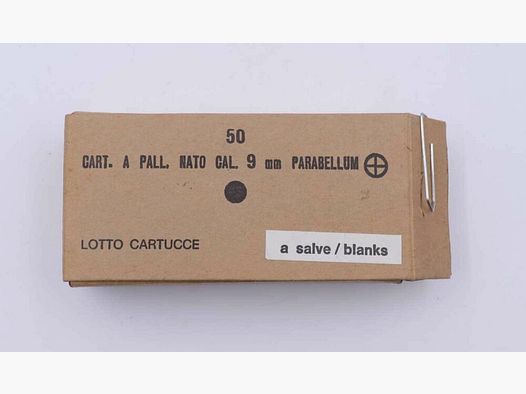 50
CART. A PALL. NATO CAL. 9 mm PARABELLUM
LOTTO CARTUCCE
a salve / blanks